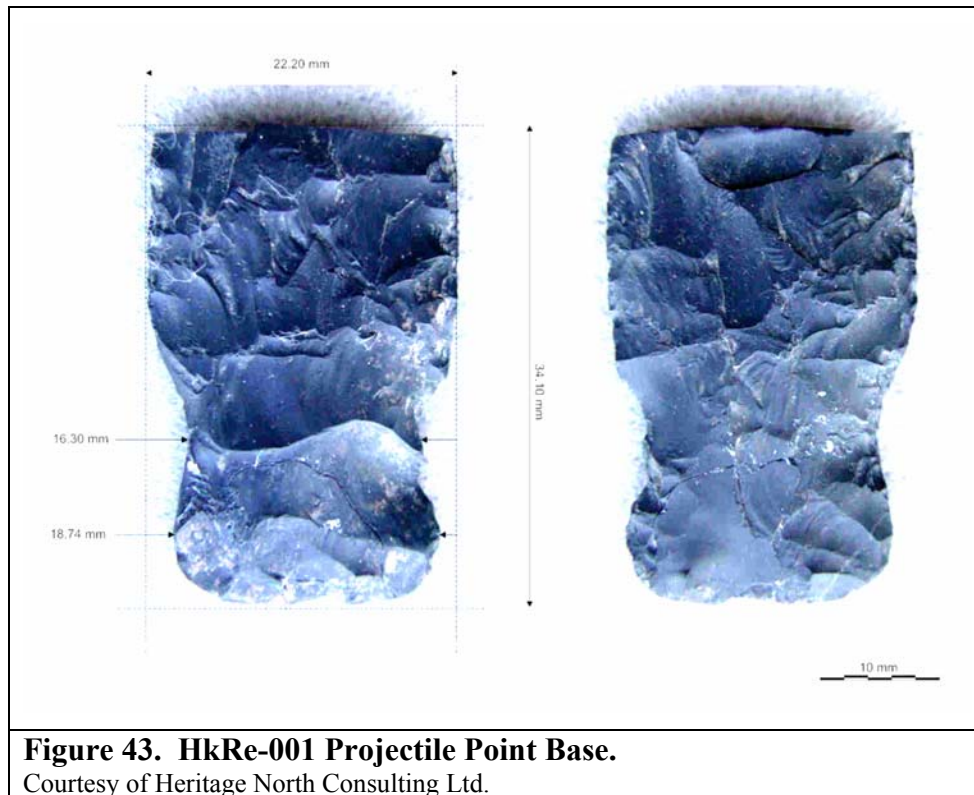 22.20 mm
34.10 mm
16.30 mm
18.74 mm
10 mm
Figure 43.  HkRe-001 Projectile Point Base.
Courtesy of Heritage North Consulting Ltd.